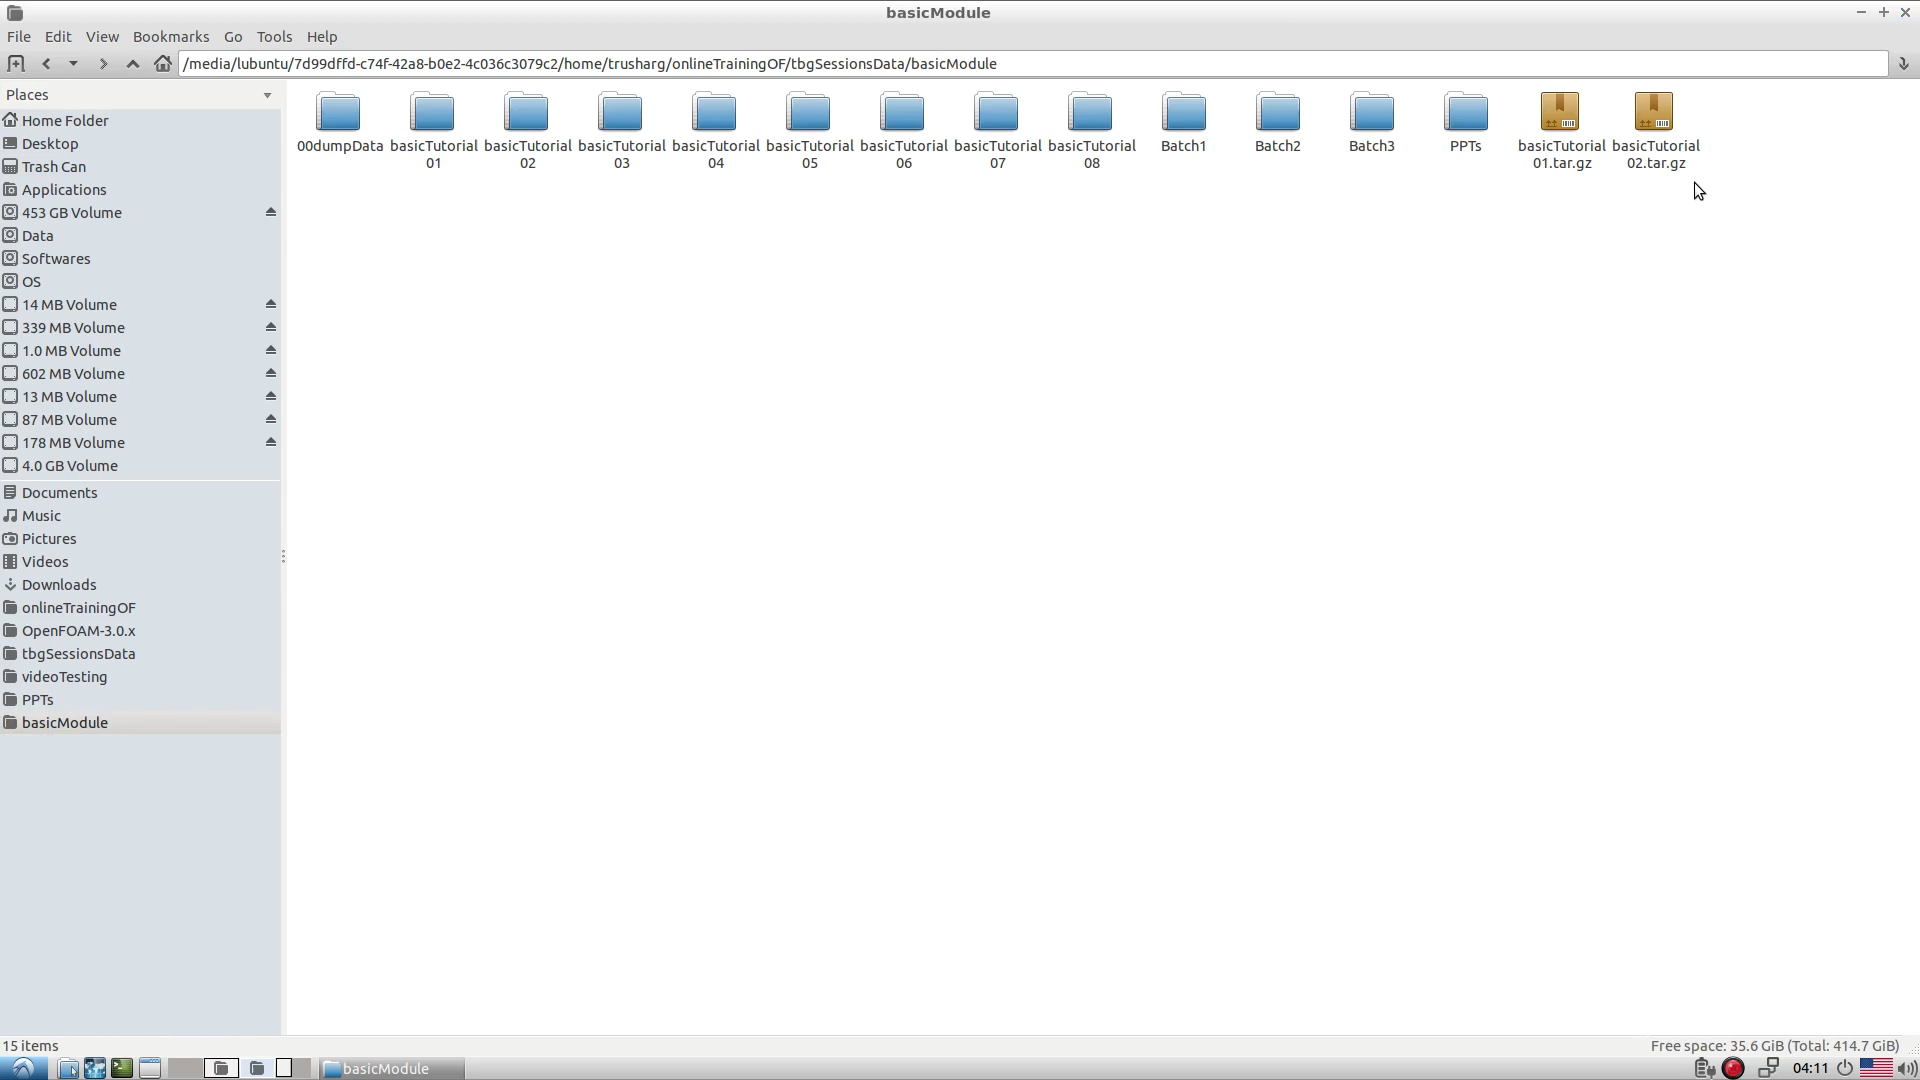 basicModule
File Edit View Bookmarks Go Tools Help
/media/lubuntu/7d99dffd-c74f-42a8-b0e2-4c036c3079c2/home/trusharg/onlineTrainingOF/tbgSessionsData/basicModule
Places
Home Folder
Desktop
Trash Can
Applications
453 GB Volume
Data
Softwares
OS
14 MB Volume
339 MB Volume
1.0 MB Volume
602 MB Volume
13 MB Volume
87 MB Volume
178 MB Volume
4.0 GB Volume
Documents
Music
Pictures
Videos
Downloads
onlineTrainingOF
OpenFOAM-3.0.x
tbgSessionsData
videoTesting
PPTs
basicModule
00dumpData basicTutorial basicTutorial basicTutorial basicTutorial basicTutorial basicTutorial basicTutorial basicTutorial Batch1 Batch2 Batch3 PPTs basicTutorial basicTutorial
01 02 03 04 05 06 07 08 01.tar.gz 02.tar.gz
15 items
Free space: 35.6 GiB (Total: 414.7 GiB)
basicModule
04:11